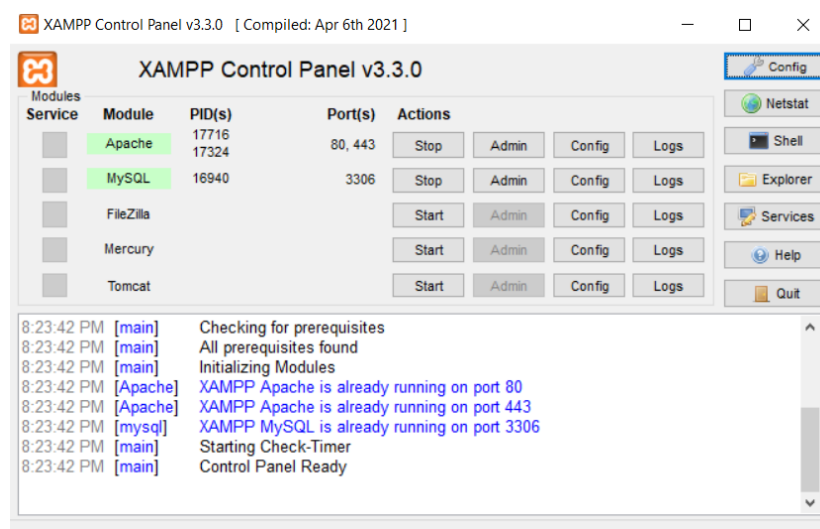 XAMPP Control Panel v3.3.0 [ Compiled: Apr 6th 2021 ]
XAMPP Control Panel v3.3.0
Config
Modules
Service Module PID(s) Port(s) Actions
Netstat
Apache 17716 17324 80, 443 Stop Admin Config Logs
Shell
MySQL 16940 3306 Stop Admin Config Logs
Explorer
FileZilla Start Admin Config Logs
Services
Mercury Start Admin Config Logs
Help
Tomcat Start Admin Config Logs
Quit
8:23:42 PM [main] Checking for prerequisites
8:23:42 PM [main] All prerequisites found
8:23:42 PM [main] Initializing Modules
8:23:42 PM [Apache] XAMPP Apache is already running on port 80
8:23:42 PM [Apache] XAMPP Apache is already running on port 443
8:23:42 PM [mysql] XAMPP MySQL is already running on port 3306
8:23:42 PM [main] Starting Check-Timer
8:23:42 PM [main] Control Panel Ready